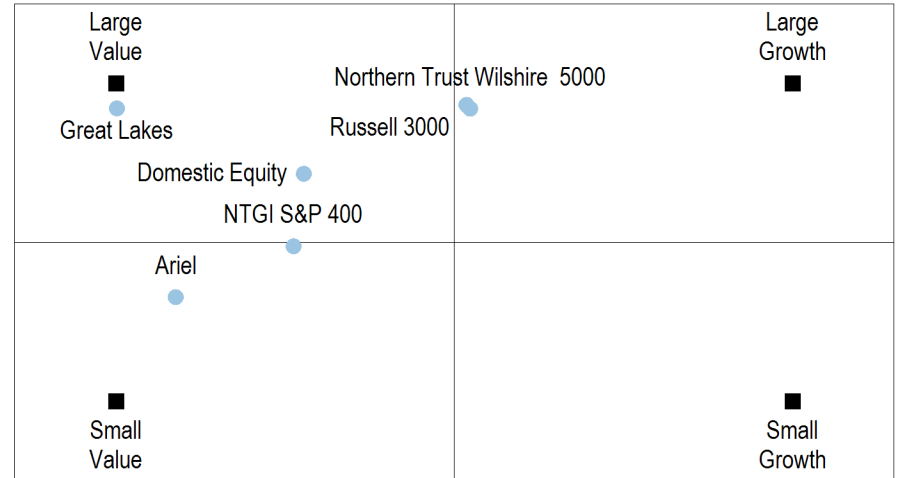 Large
Value
Large
Growth
Northern Trust Wilshire  5000
Great Lakes
Russell 3000
Domestic Equity
NTGI S&P 400
Ariel
Small
Value
Small
Growth